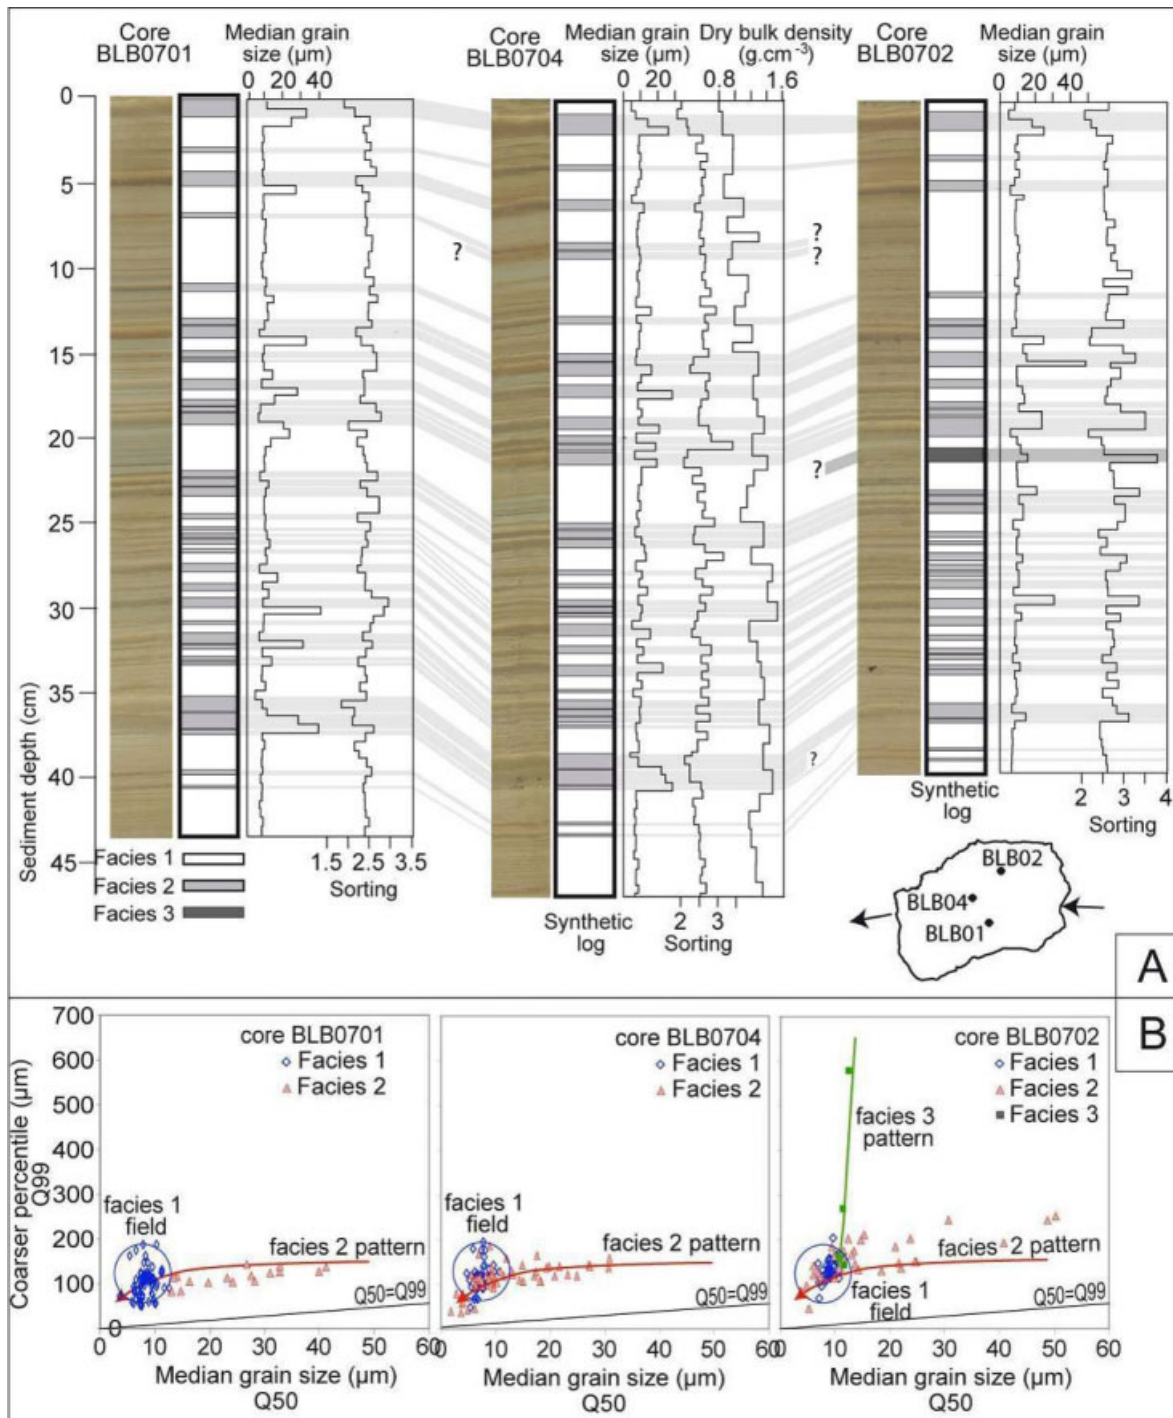 Core
BLB0701
Median grain
size (µm)
0 20 40
Core
BLB0704
Median grain
size (µm)
0 20
Dry bulk density
(g.cm-3)
0.8 1.6
Core
BLB0702
Median grain
size (µm)
0 20 40
Sediment depth (cm)
0
5
10
15
20
25
30
35
40
45
?
?
?
?
?
Facies 1
Facies 2
Facies 3
1.5 2.5 3.5
Sorting
Synthetic
log
2 3
Sorting
Synthetic
log
2 3 4
Sorting
BLB02
BLB04
BLB01
A
B
Coarser percentile (µm)
Q99
700
600
500
400
300
200
100
0
core BLB0701
Facies 1
Facies 2
facies 1
field
facies 2 pattern
Q50=Q99
10 20 30 40 50 60
Median grain size (µm)
Q50
core BLB0704
Facies 1
Facies 2
facies 1
field
facies 2 pattern
Q50=Q99
0 10 20 30 40 50 60
Median grain size (µm)
Q50
core BLB0702
Facies 1
Facies 2
Facies 3
facies 3
pattern
facies 2 pattern
facies 1
field
Q50=Q99
0 10 20 30 40 50 60
Median grain size (µm)
Q50